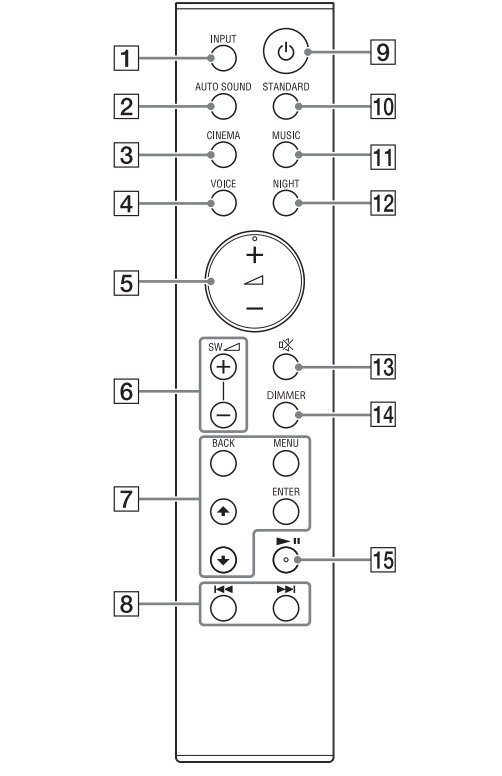 INPUT
1
9
AUTO SOUND STANDARD
2
10
CINEMA MUSIC
3
11
VOICE NIGHT
4
12
+
5
−
SW
13
+
6
DIMMER
14
−
BACK MENU
7
ENTER
15
8